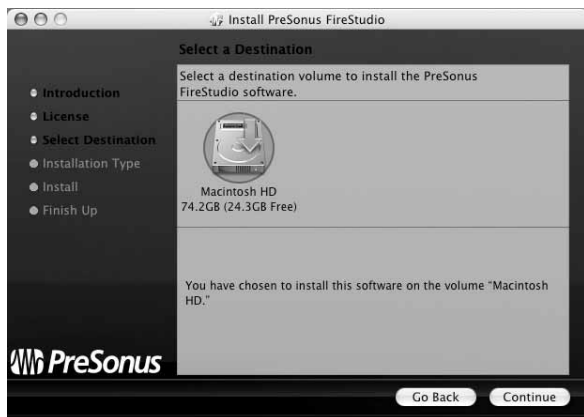 Install PreSonus FireStudio
Select a Destination
Introduction
License
Select Destination
Installation Type
Install
Finish Up
Select a destination volume to install the PreSonus
FireStudio software.
Macintosh HD
74.2GB (24.3GB Free)
You have chosen to install this software on the volume “Macintosh
HD.”
PreSonus
Go Back
Continue